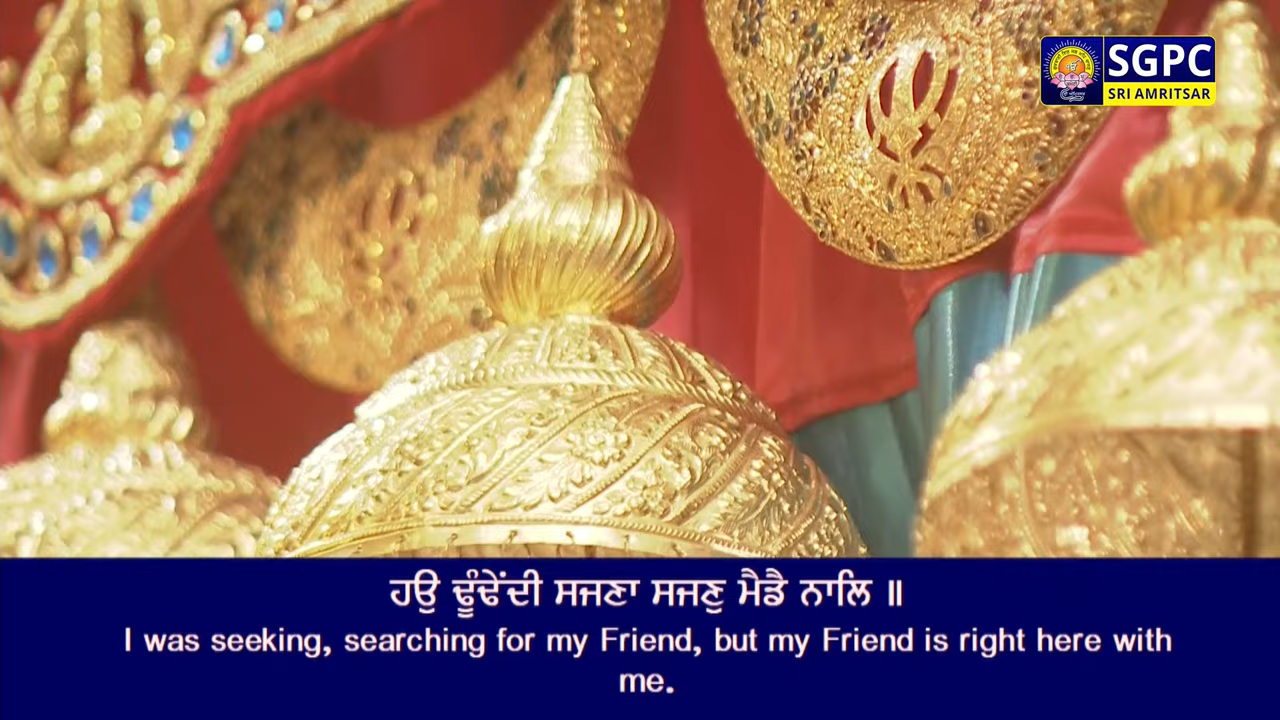 SGPC
SRI AMRITSAR
ਹਉ ਢੂੰਢੇਂਦੀ ਸਜਣਾ ਸਜਣੁ ਮੈਡੈ ਨਾਲਿ ॥
I was seeking, searching for my Friend, but my Friend is right here with
me.